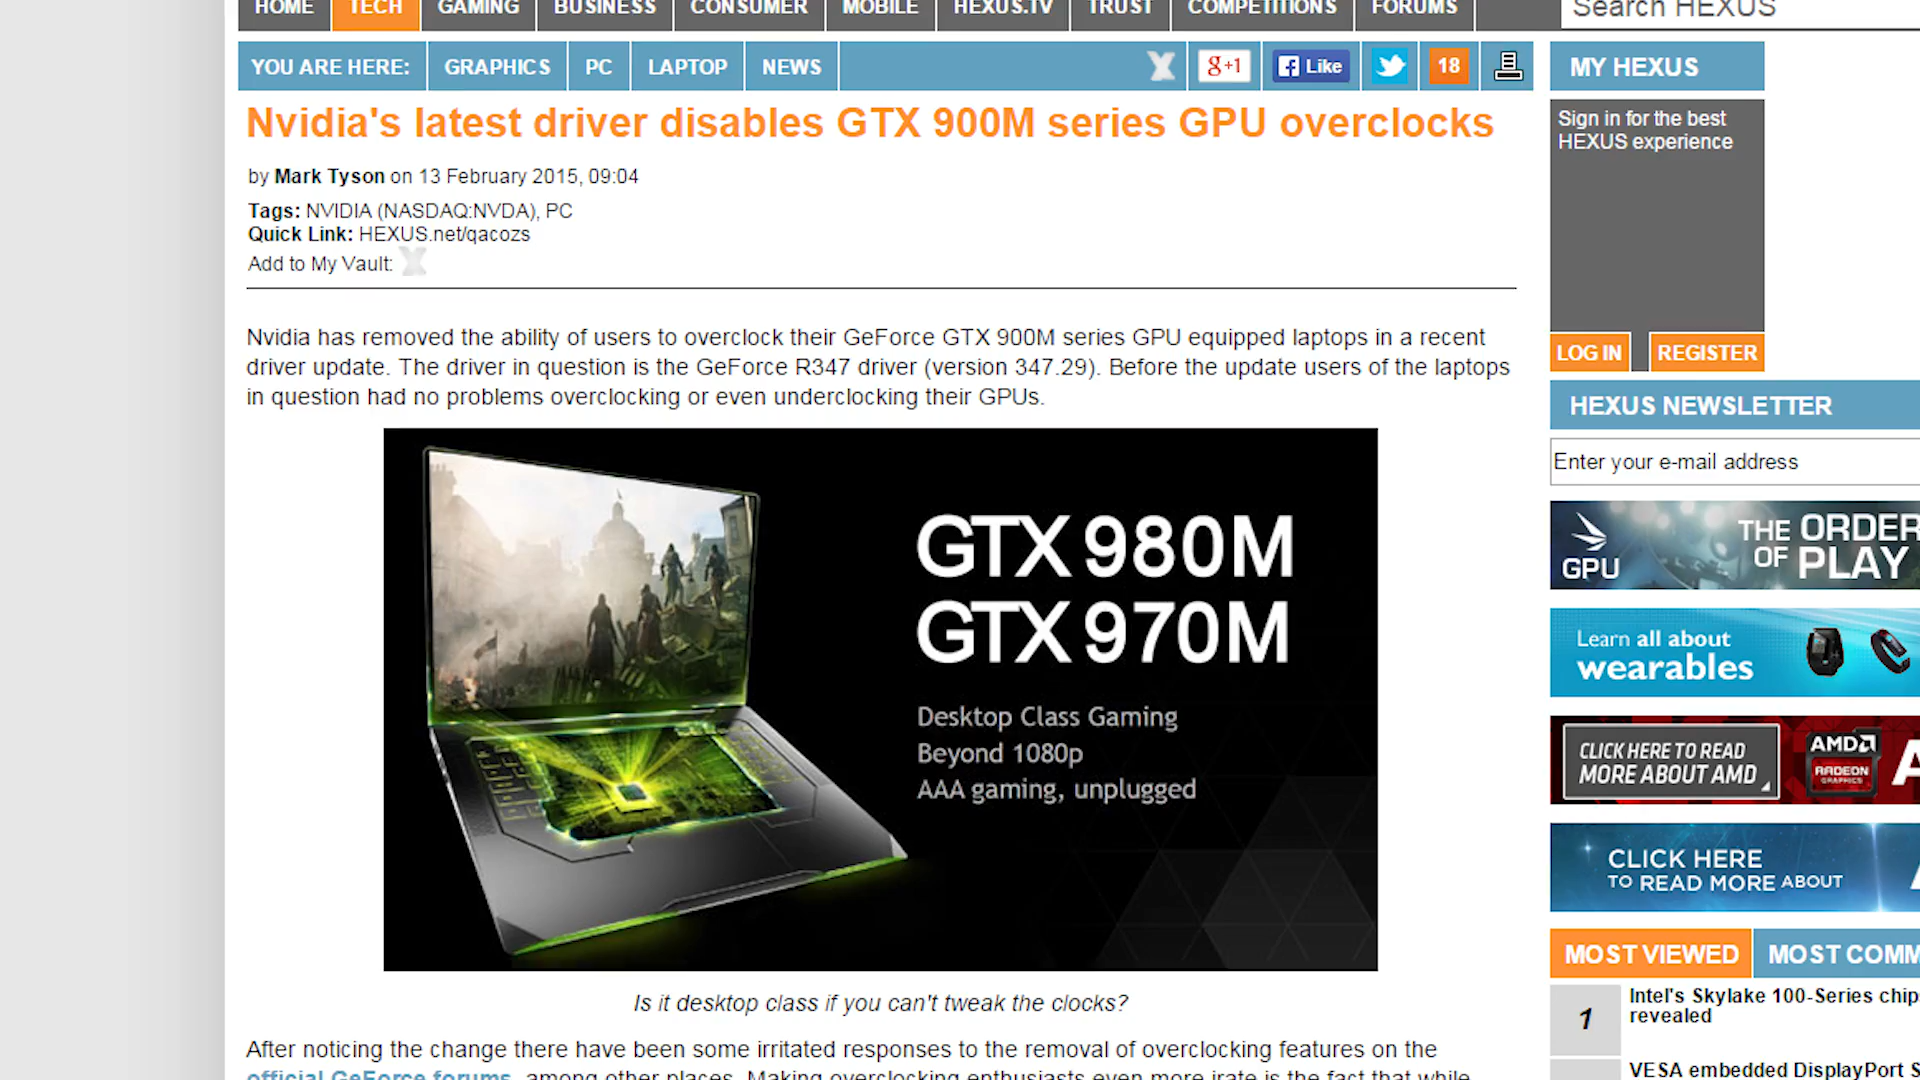 HOME TECH GAMING BUSINESS CONSUMER MOBILE HEXUS.TV TRUST COMPETITIONS FORUMS Search HEXUS
YOU ARE HERE: GRAPHICS PC LAPTOP NEWS
g+1 Like 18
MY HEXUS
Nvidia's latest driver disables GTX 900M series GPU overclocks
by Mark Tyson on 13 February 2015, 09:04
Tags: NVIDIA (NASDAQ:NVDA), PC
Quick Link: HEXUS.net/qacozs
Add to My Vault:
Nvidia has removed the ability of users to overclock their GeForce GTX 900M series GPU equipped laptops in a recent
driver update. The driver in question is the GeForce R347 driver (version 347.29). Before the update users of the laptops
in question had no problems overclocking or even underclocking their GPUs.
GTX 980M
GTX 970M
Desktop Class Gaming
Beyond 1080p
AAA gaming, unplugged
Is it desktop class if you can't tweak the clocks?
After noticing the change there have been some irritated responses to the removal of overclocking features on the
official GeForce forums, among other places. Making overclocking enthusiasts even more irate is the fact that while
Sign in for the best
HEXUS experience
LOG IN REGISTER
HEXUS NEWSLETTER
Enter your e-mail address
GPU
THE ORDER
OF PLAY
Learn all about
wearables
CLICK HERE TO READ
MORE ABOUT AMD
AMD
RADEON
GRAPHICS
A
CLICK HERE
TO READ MORE ABOUT
MOST VIEWED MOST COMM
1
Intel's Skylake 100-Series chip
revealed
VESA embedded DisplayPort S